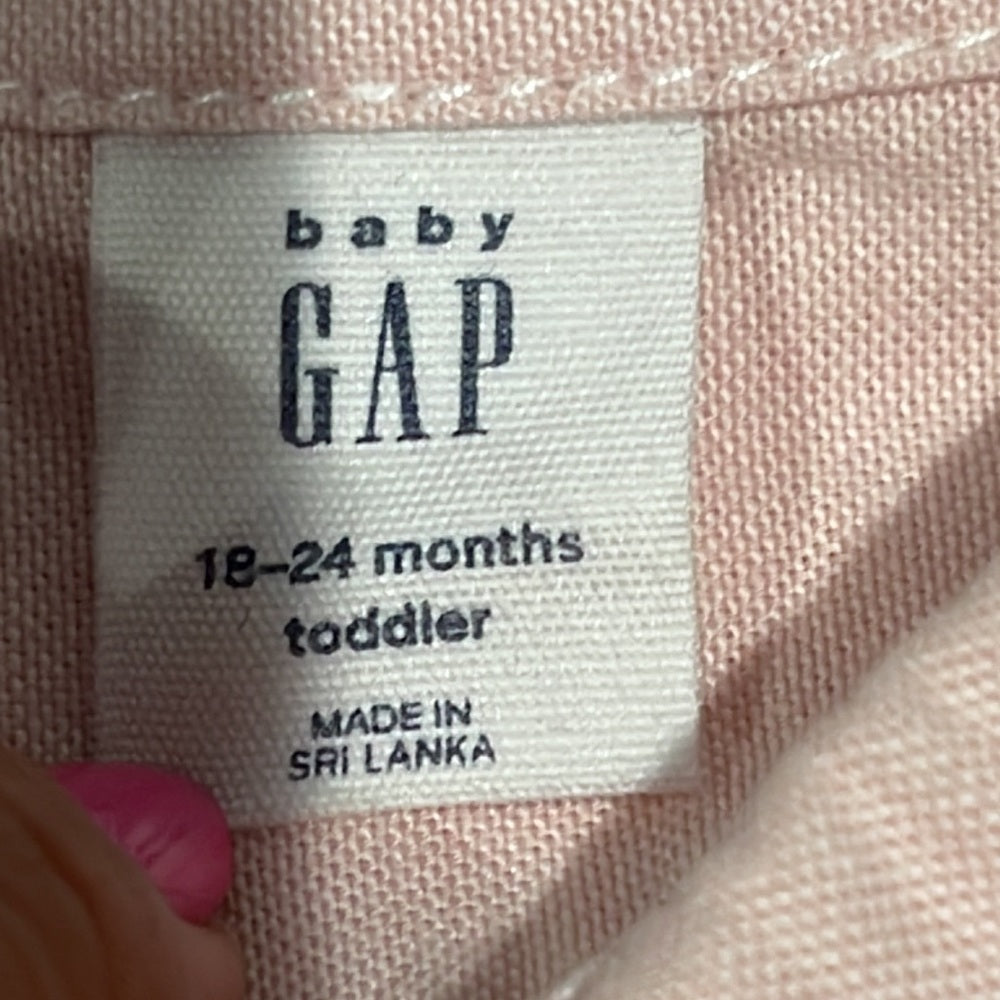 baby
GAP
18-24 months
toddler
MADE IN
SRI LANKA